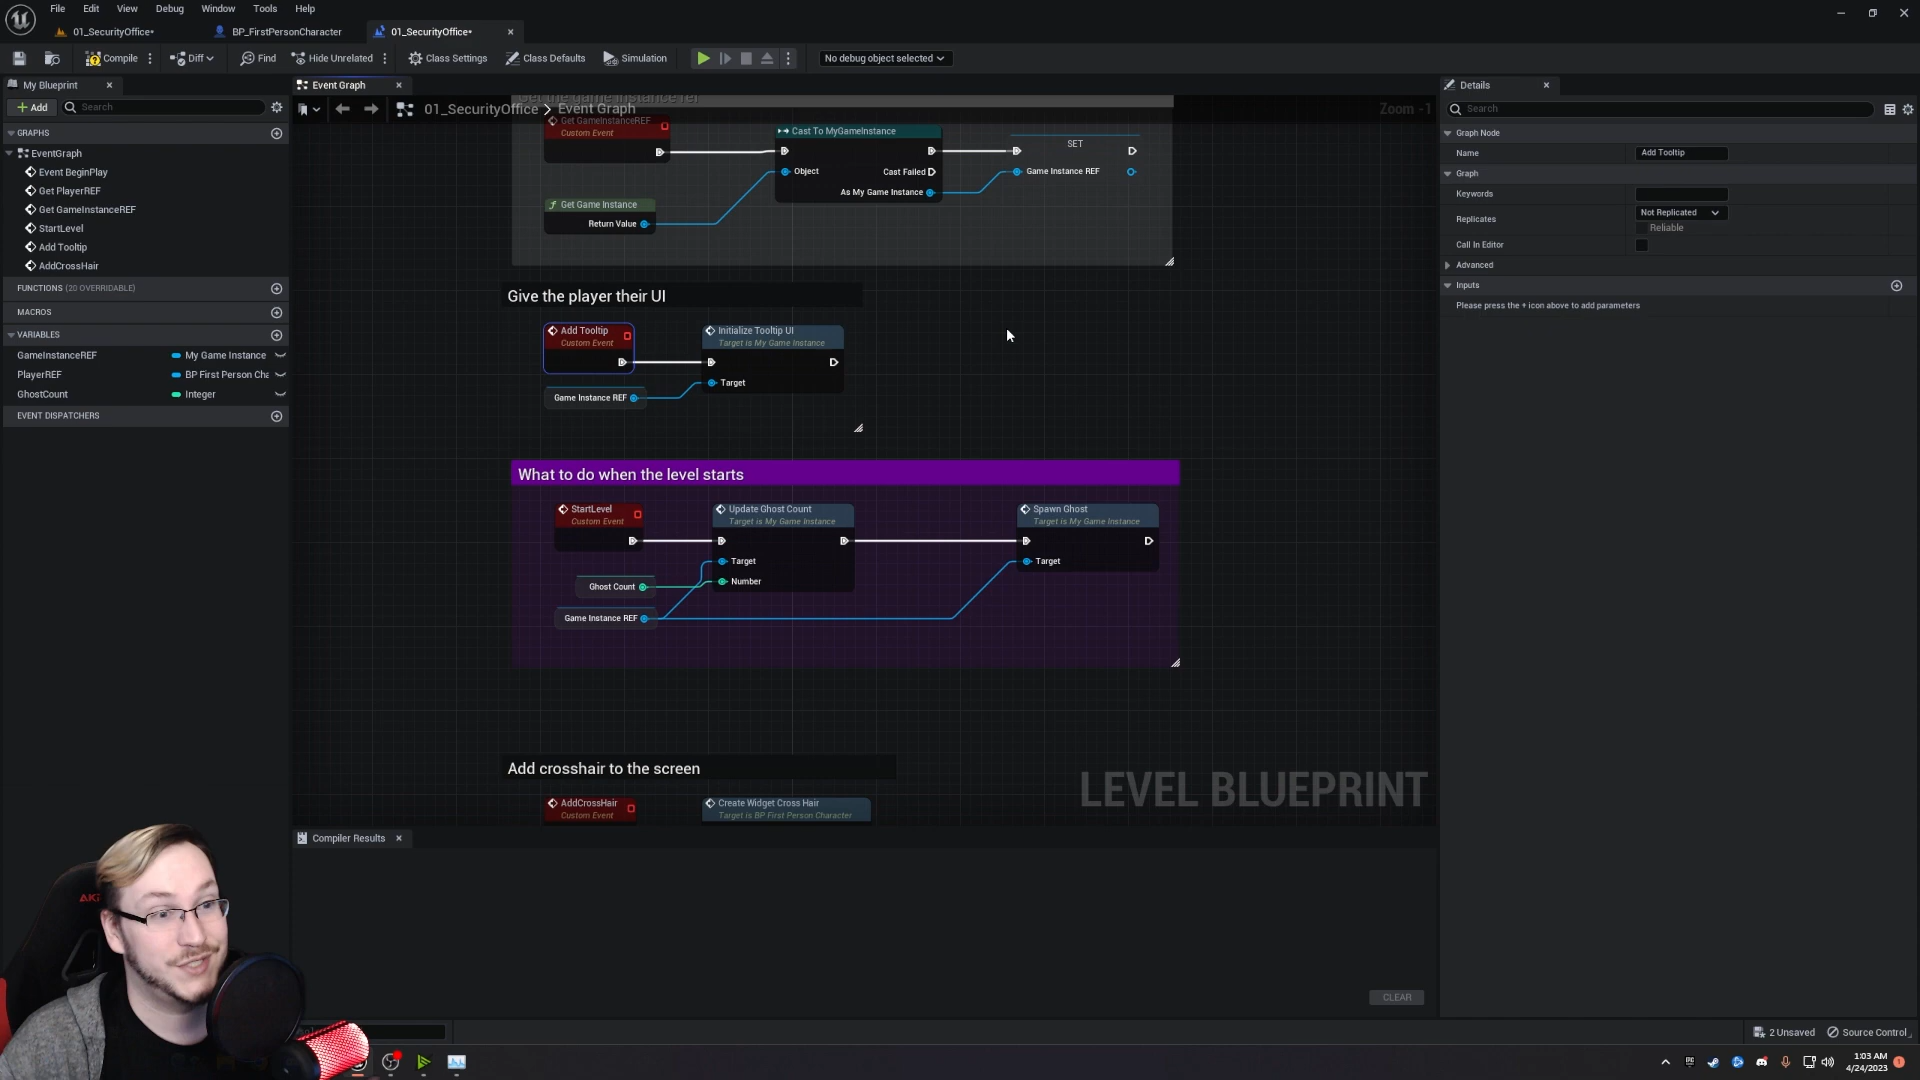 File Edit View Debug Window Tools Help
01_SecurityOffice* BP_FirstPersonCharacter 01_SecurityOffice*
Compile Diff Find Hide Unrelated Class Settings Class Defaults Simulation No debug object selected
My Blueprint Event Graph Details
Add Search 01_SecurityOffice > Event Graph Zoom -1 Search
GRAPHS
EventGraph
Event BeginPlay
Get PlayerREF
Get GameInstanceREF
StartLevel
Add Tooltip
AddCrossHair
FUNCTIONS (20 OVERRIDABLE)
MACROS
VARIABLES
GameInstanceREF My Game Instance
PlayerREF BP First Person Cha
GhostCount Integer
EVENT DISPATCHERS
Get the game instance ref
Get GameInstanceREF
Custom Event
Cast To MyGameInstance
Object Cast Failed
As My Game Instance
SET
Game Instance REF
Get Game Instance
Return Value
Give the player their UI
Add Tooltip
Custom Event
Initialize Tooltip UI
Target is My Game Instance
Target
Game Instance REF
What to do when the level starts
StartLevel
Custom Event
Update Ghost Count
Target is My Game Instance
Target
Number
Spawn Ghost
Target is My Game Instance
Target
Ghost Count
Game Instance REF
Add crosshair to the screen
AddCrossHair
Custom Event
Create Widget Cross Hair
Target is BP First Person Character
LEVEL BLUEPRINT
Compiler Results
CLEAR
Graph Node
Name Add Tooltip
Graph
Keywords
Replicates Not Replicated
Reliable
Call In Editor
Advanced
Inputs
Please press the + icon above to add parameters
2 Unsaved Source Control
1:03 AM
4/24/2023
1